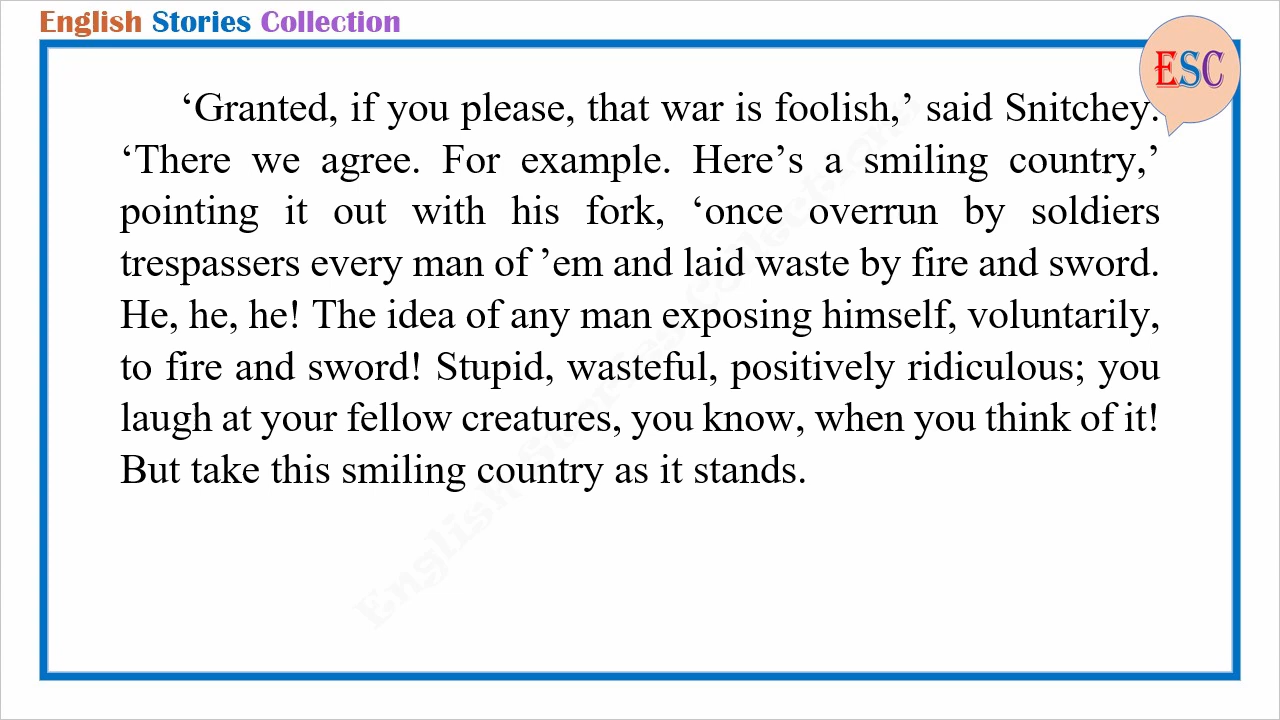 English Stories Collection
ESC
‘Granted, if you please, that war is foolish,’ said Snitchey.
‘There we agree. For example. Here’s a smiling country,’
pointing it out with his fork, ‘once overrun by soldiers
trespassers every man of ’em and laid waste by fire and sword.
He, he, he! The idea of any man exposing himself, voluntarily,
to fire and sword! Stupid, wasteful, positively ridiculous; you
laugh at your fellow creatures, you know, when you think of it!
But take this smiling country as it stands.
English Stories Collections